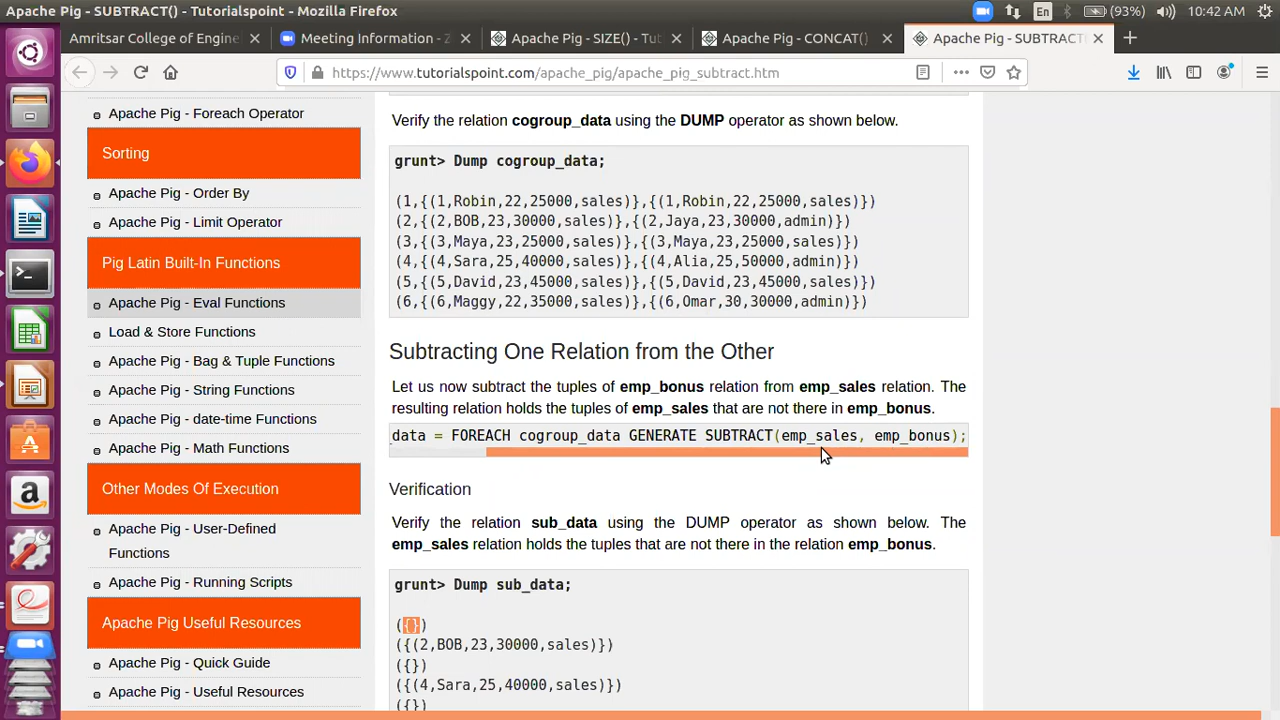 Apache Pig - SUBTRACT() - Tutorialspoint - Mozilla Firefox
En (93%) 10:42 AM
Amritsar College of Engine
Meeting Information - Z
Apache Pig - SIZE() - Tut
Apache Pig - CONCAT()
Apache Pig - SUBTRACT
https://www.tutorialspoint.com/apache_pig/apache_pig_subtract.htm
Apache Pig - Foreach Operator
Sorting
Apache Pig - Order By
Apache Pig - Limit Operator
Pig Latin Built-In Functions
Apache Pig - Eval Functions
Load & Store Functions
Apache Pig - Bag & Tuple Functions
Apache Pig - String Functions
Apache Pig - date-time Functions
Apache Pig - Math Functions
Other Modes Of Execution
Apache Pig - User-Defined
Functions
Apache Pig - Running Scripts
Apache Pig Useful Resources
Apache Pig - Quick Guide
Apache Pig - Useful Resources
Verify the relation cogroup_data using the DUMP operator as shown below.
grunt> Dump cogroup_data;
(1,{(1,Robin,22,25000,sales)},{(1,Robin,22,25000,sales)})
(2,{(2,BOB,23,30000,sales)},{(2,Jaya,23,30000,admin)})
(3,{(3,Maya,23,25000,sales)},{(3,Maya,23,25000,sales)})
(4,{(4,Sara,25,40000,sales)},{(4,Alia,25,50000,admin)})
(5,{(5,David,23,45000,sales)},{(5,David,23,45000,sales)})
(6,{(6,Maggy,22,35000,sales)},{(6,Omar,30,30000,admin)})
Subtracting One Relation from the Other
Let us now subtract the tuples of emp_bonus relation from emp_sales relation. The
resulting relation holds the tuples of emp_sales that are not there in emp_bonus.
_data = FOREACH cogroup_data GENERATE SUBTRACT(emp_sales, emp_bonus);
Verification
Verify the relation sub_data using the DUMP operator as shown below. The
emp_sales relation holds the tuples that are not there in the relation emp_bonus.
grunt> Dump sub_data;
({})
({(2,BOB,23,30000,sales)})
({})
({(4,Sara,25,40000,sales)})
({})